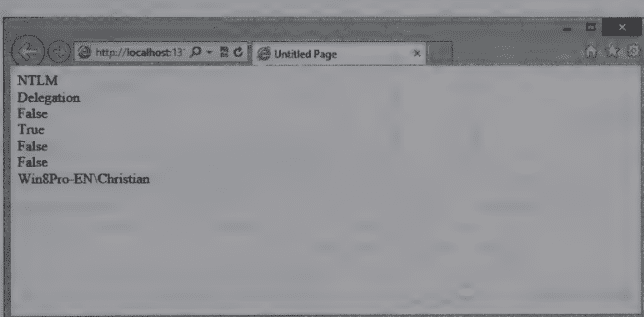 http://localhost:13
Untitled Page
NTLM
Delegation
False
True
False
False
Win8Pro-EN\Christian